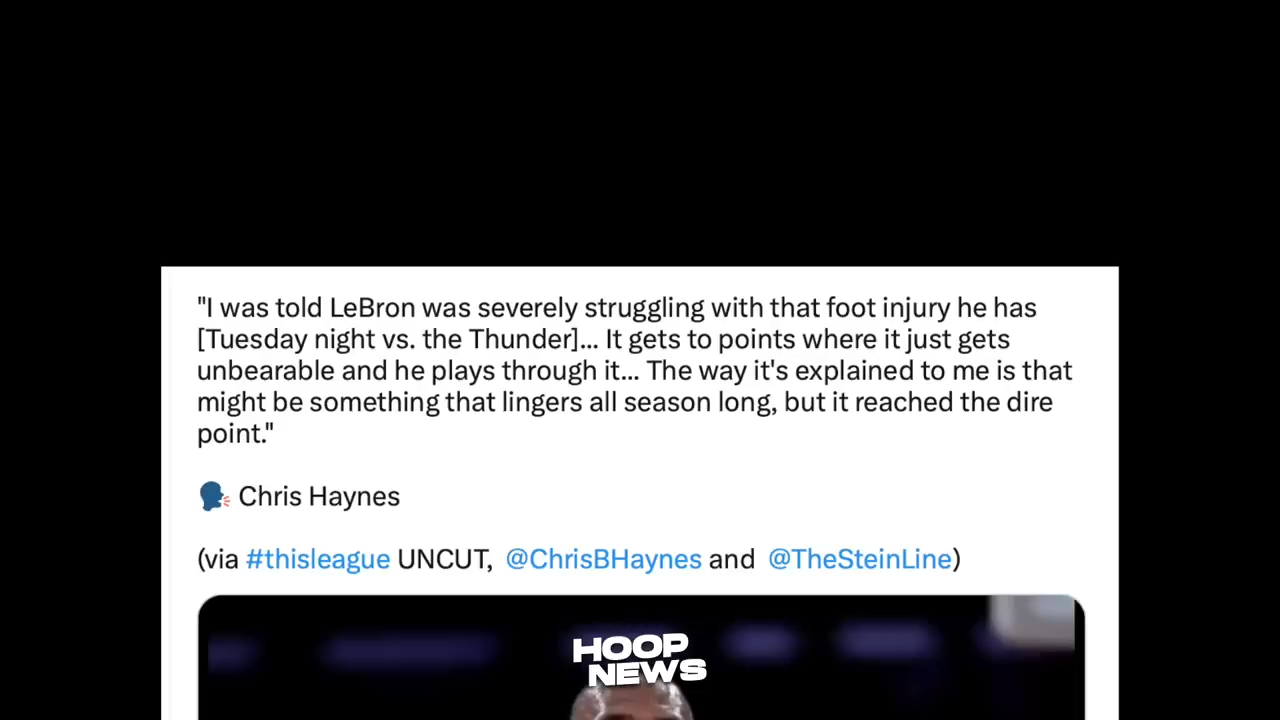 "I was told LeBron was severely struggling with that foot injury he has
[Tuesday night vs. the Thunder]... It gets to points where it just gets
unbearable and he plays through it... The way it's explained to me is that
might be something that lingers all season long, but it reached the dire
point."
🗣 Chris Haynes
(via #thisleague UNCUT, @ChrisBHaynes and @TheSteinLine)
HOOP
NEWS